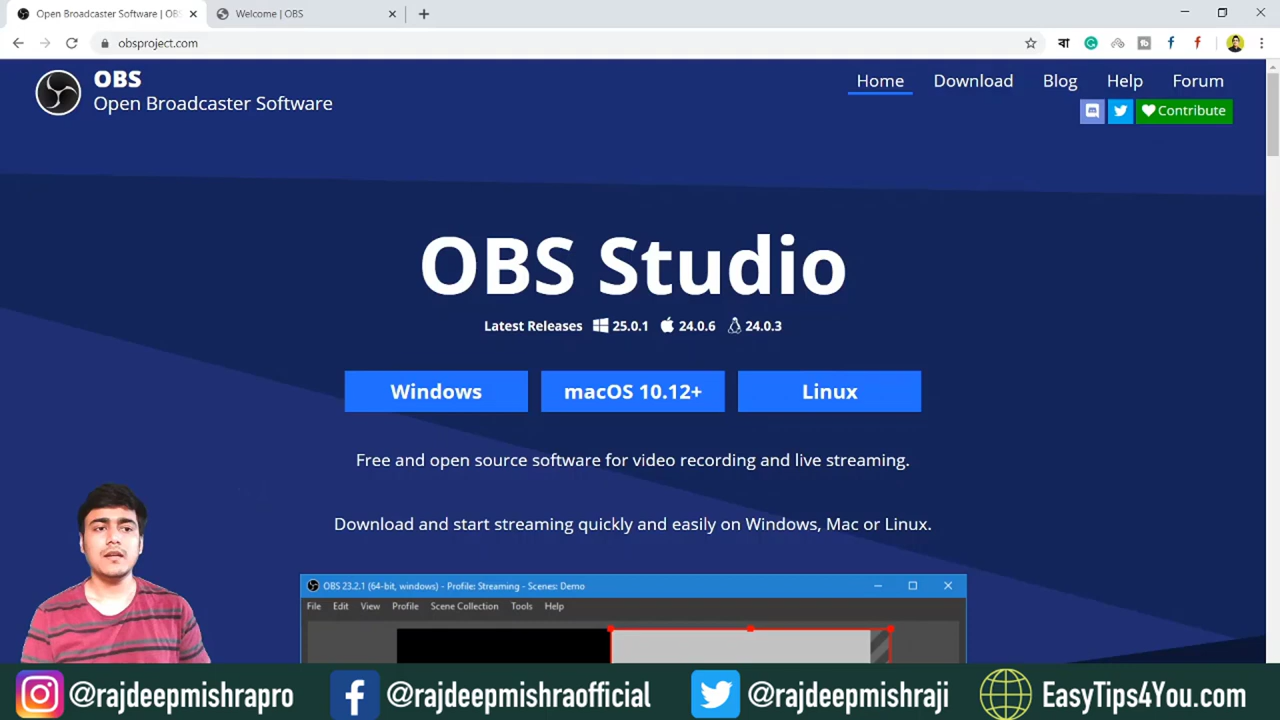 Open Broadcaster Software | OBS
Welcome | OBS
obsproject.com
বা
OBS
Open Broadcaster Software
Home
Download
Blog
Help
Forum
Contribute
OBS Studio
Latest Releases 25.0.1 24.0.6 24.0.3
Windows
macOS 10.12+
Linux
Free and open source software for video recording and live streaming.
Download and start streaming quickly and easily on Windows, Mac or Linux.
OBS 23.2.1 (64-bit, windows) - Profile: Streaming - Scenes: Demo
File Edit View Profile Scene Collection Tools Help
@rajdeepmishrapro
@rajdeepmishraofficial
@rajdeepmishraji
EasyTips4You.com